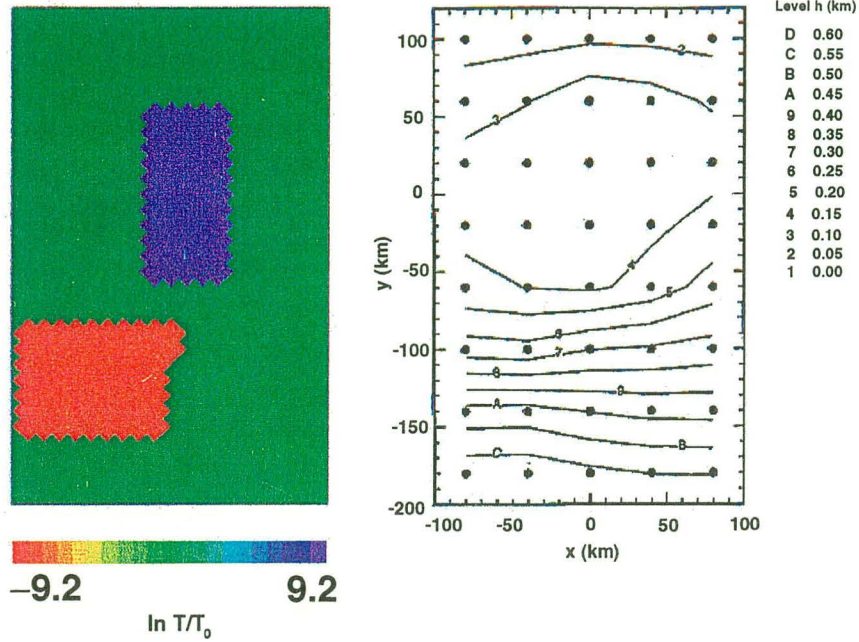 −9.2
9.2
ln T/T0
100
50
0
-50
-100
-150
-200
y (km)
-100
-50
0
50
100
x (km)
2
3
4
5
6
7
8
9
A
B
C
Level h (km)
D 0.60
C 0.55
B 0.50
A 0.45
9 0.40
8 0.35
7 0.30
6 0.25
5 0.20
4 0.15
3 0.10
2 0.05
1 0.00